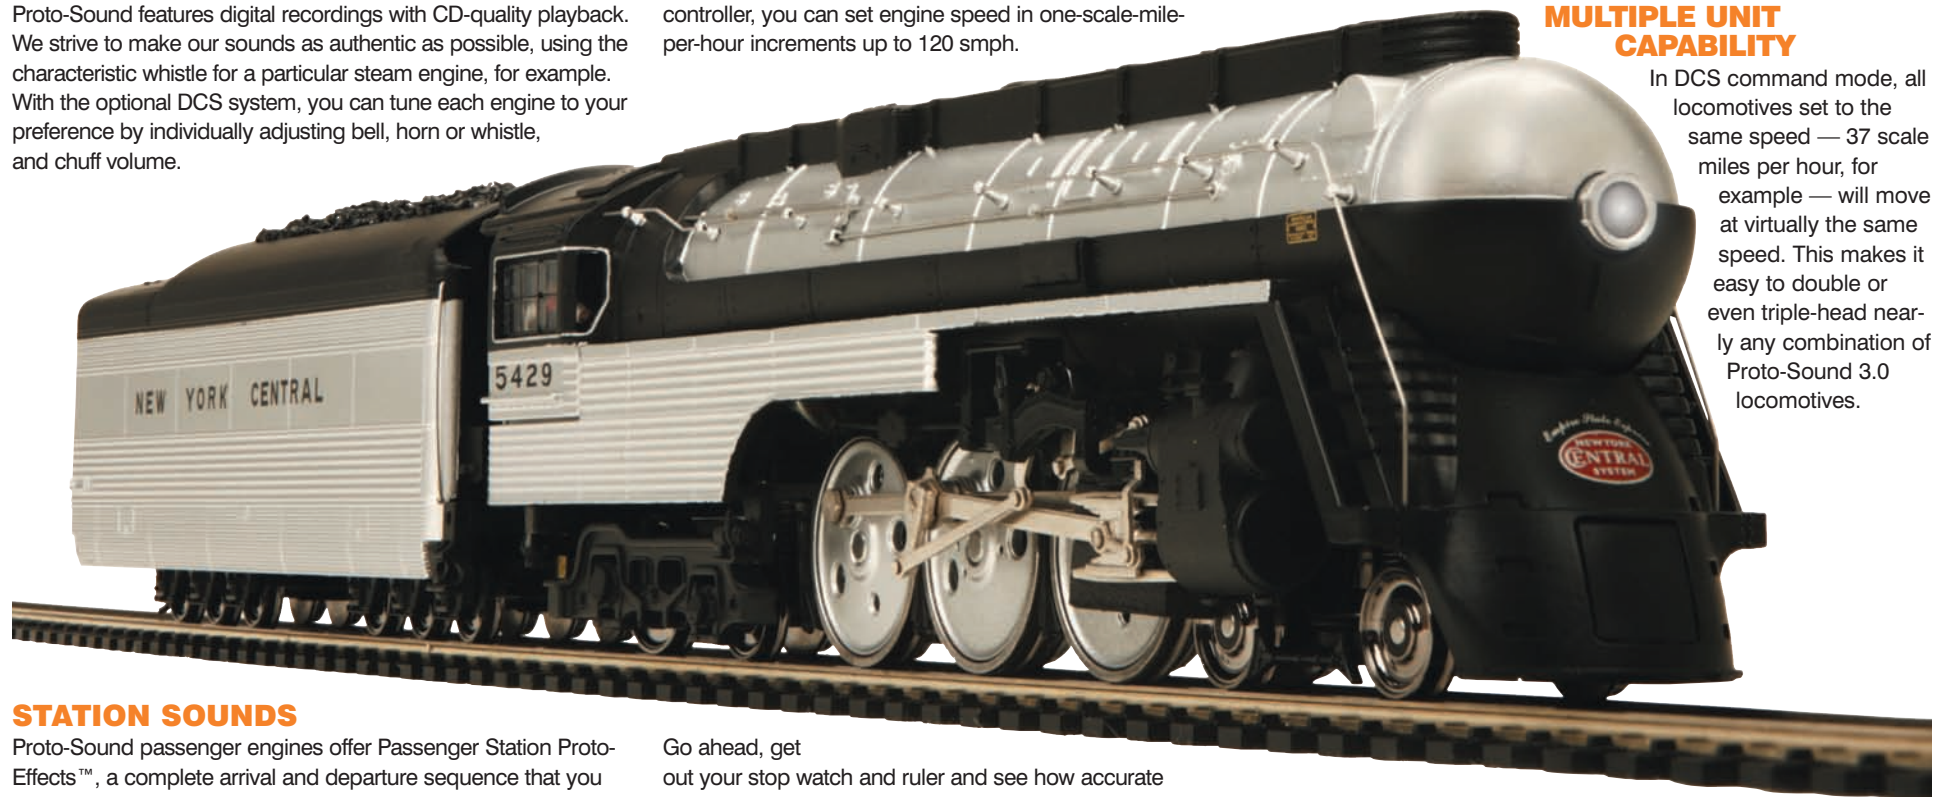 Proto-Sound features digital recordings with CD-quality playback.
We strive to make our sounds as authentic as possible, using the
characteristic whistle for a particular steam engine, for example.
With the optional DCS system, you can tune each engine to your
preference by individually adjusting bell, horn or whistle,
and chuff volume.
controller, you can set engine speed in one-scale-mile-
per-hour increments up to 120 smph.
MULTIPLE UNIT
CAPABILITY
In DCS command mode, all
locomotives set to the
same speed — 37 scale
miles per hour, for
example — will move
at virtually the same
speed. This makes it
easy to double or
even triple-head near-
ly any combination of
Proto-Sound 3.0
locomotives.
NEW YORK CENTRAL
5429
Empire State Express
NEW YORK
CENTRAL
SYSTEM
STATION SOUNDS
Proto-Sound passenger engines offer Passenger Station Proto-
Effects™, a complete arrival and departure sequence that you
Go ahead, get
out your stop watch and ruler and see how accurate